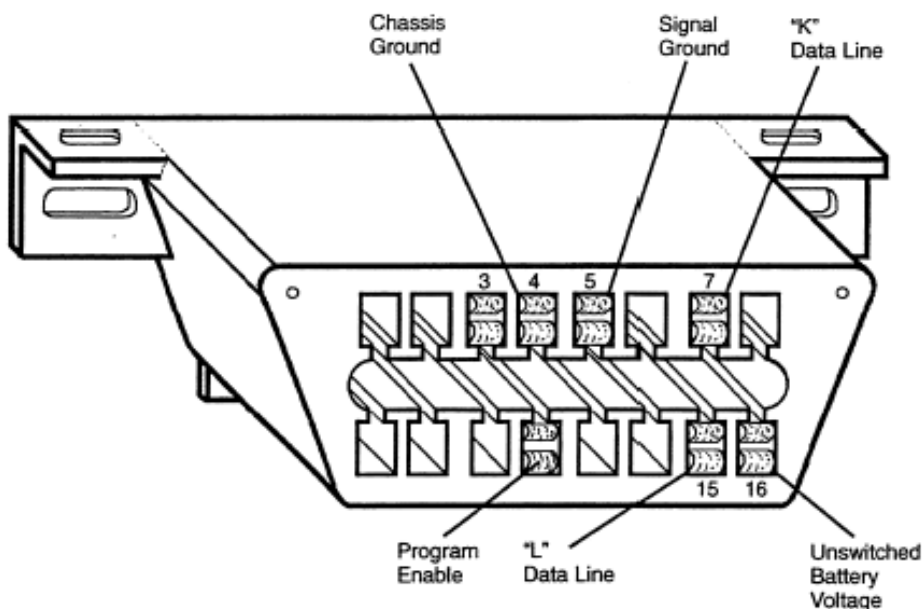 Chassis
Ground
Signal
Ground
"K"
Data Line
3 4 5 7
15 16
Program
Enable
"L"
Data Line
Unswitched
Battery
Voltage